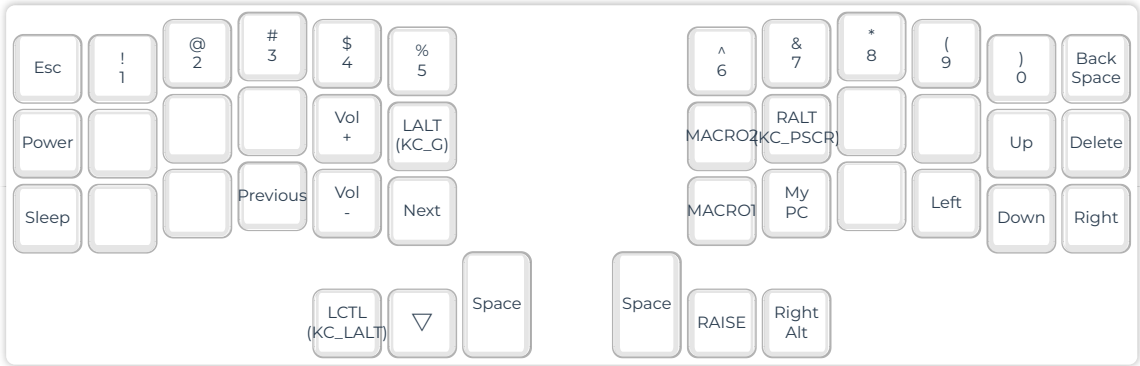 Esc
!
1
@
2
#
3
$
4
%
5
^
6
&
7
*
8
(
9
)
0
Back
Space
Power
Vol
+
LALT
(KC_G)
MACRO2
RALT
(KC_PSCR)
Up
Delete
Sleep
Previous
Vol
-
Next
MACRO1
My
PC
Left
Down
Right
LCTL
(KC_LALT)
▽
Space
Space
RAISE
Right
Alt